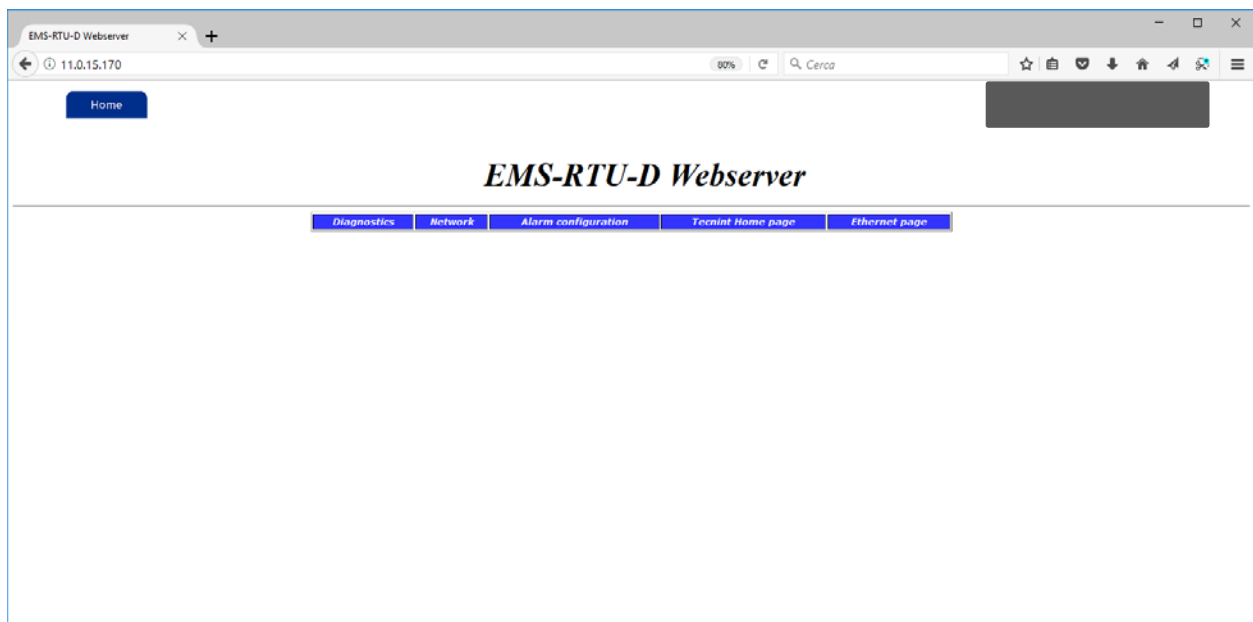 EMS-RTU-D Webserver
11.0.15.170 80% Cerca
Home
EMS-RTU-D Webserver
Diagnostics Network Alarm configuration Tecnint Home page Ethernet page